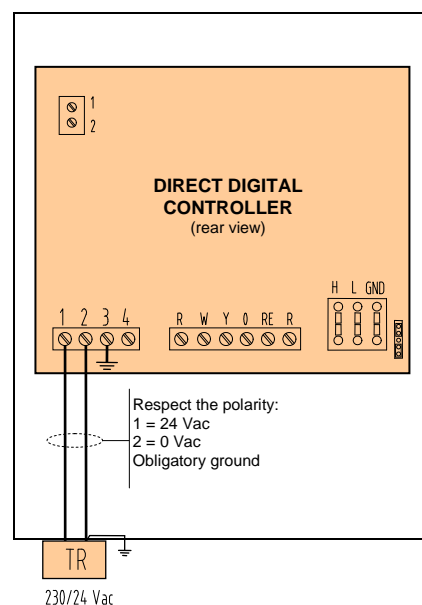 1
2
DIRECT DIGITAL
CONTROLLER
(rear view)
H L GND
1 2 3 4
R W Y O RE R
Respect the polarity:
1 = 24 Vac
2 = 0 Vac
Obligatory ground
TR
230/24 Vac